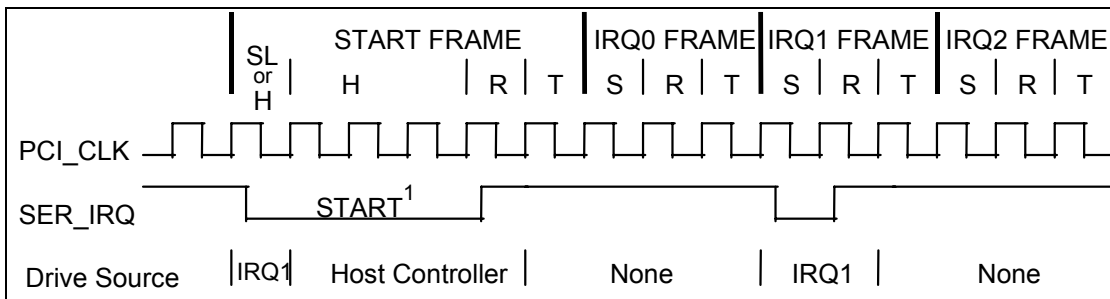 START FRAME IRQ0 FRAME IRQ1 FRAME IRQ2 FRAME
SL
or
H
H R T S R T S R T S R T
PCI_CLK
SER_IRQ START1
Drive Source IRQ1 Host Controller None IRQ1 None